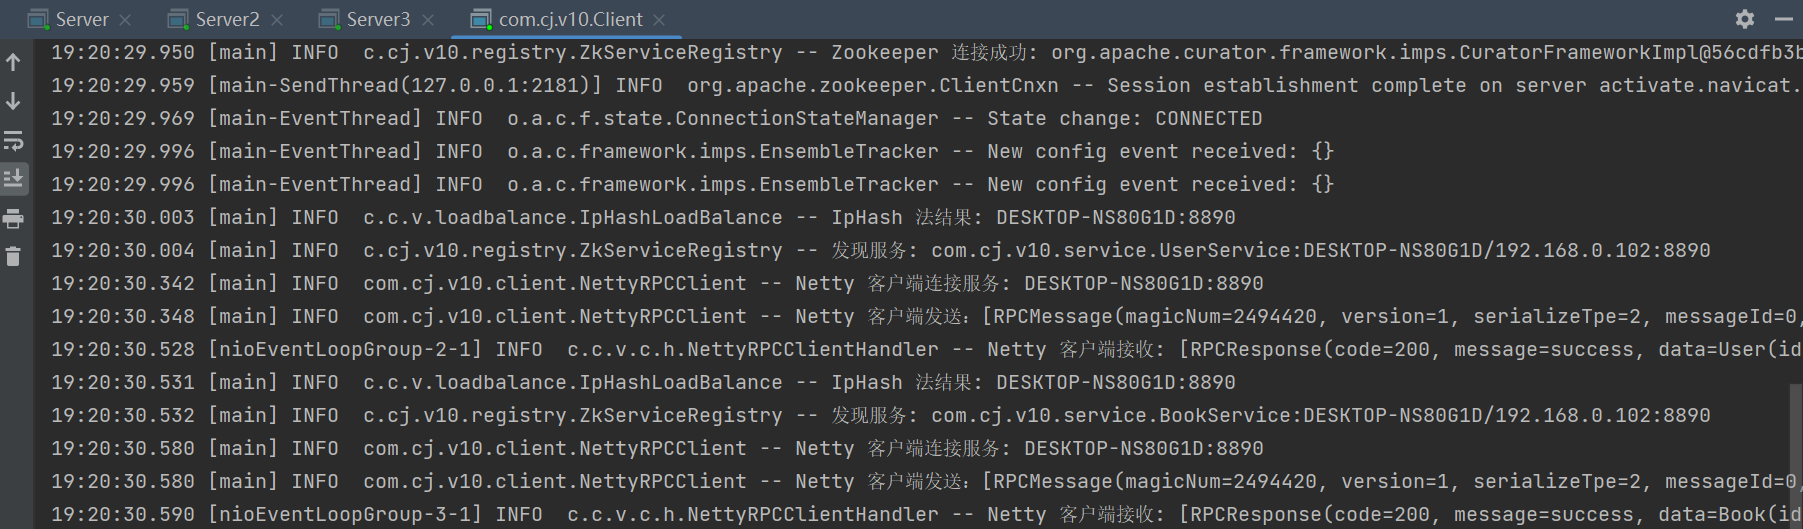 Server Server2 Server3 com.cj.v10.Client
19:20:29.950 [main] INFO  c.cj.v10.registry.ZkServiceRegistry -- Zookeeper 连接成功: org.apache.curator.framework.imps.CuratorFrameworkImpl@56cdfb3b
19:20:29.959 [main-SendThread(127.0.0.1:2181)] INFO  org.apache.zookeeper.ClientCnxn -- Session establishment complete on server activate.navicat.
19:20:29.969 [main-EventThread] INFO  o.a.c.f.state.ConnectionStateManager -- State change: CONNECTED
19:20:29.996 [main-EventThread] INFO  o.a.c.framework.imps.EnsembleTracker -- New config event received: {}
19:20:29.996 [main-EventThread] INFO  o.a.c.framework.imps.EnsembleTracker -- New config event received: {}
19:20:30.003 [main] INFO  c.c.v.loadbalance.IpHashLoadBalance -- IpHash 法结果: DESKTOP-NS80G1D:8890
19:20:30.004 [main] INFO  c.cj.v10.registry.ZkServiceRegistry -- 发现服务: com.cj.v10.service.UserService:DESKTOP-NS80G1D/192.168.0.102:8890
19:20:30.342 [main] INFO  com.cj.v10.client.NettyRPCClient -- Netty 客户端连接服务: DESKTOP-NS80G1D:8890
19:20:30.348 [main] INFO  com.cj.v10.client.NettyRPCClient -- Netty 客户端发送：[RPCMessage(magicNum=2494420, version=1, serializeTpe=2, messageId=0,
19:20:30.528 [nioEventLoopGroup-2-1] INFO  c.c.v.c.h.NettyRPCClientHandler -- Netty 客户端接收: [RPCResponse(code=200, message=success, data=User(id
19:20:30.531 [main] INFO  c.c.v.loadbalance.IpHashLoadBalance -- IpHash 法结果: DESKTOP-NS80G1D:8890
19:20:30.532 [main] INFO  c.cj.v10.registry.ZkServiceRegistry -- 发现服务: com.cj.v10.service.BookService:DESKTOP-NS80G1D/192.168.0.102:8890
19:20:30.580 [main] INFO  com.cj.v10.client.NettyRPCClient -- Netty 客户端连接服务: DESKTOP-NS80G1D:8890
19:20:30.580 [main] INFO  com.cj.v10.client.NettyRPCClient -- Netty 客户端发送：[RPCMessage(magicNum=2494420, version=1, serializeTpe=2, messageId=0,
19:20:30.590 [nioEventLoopGroup-3-1] INFO  c.c.v.c.h.NettyRPCClientHandler -- Netty 客户端接收: [RPCResponse(code=200, message=success, data=Book(id